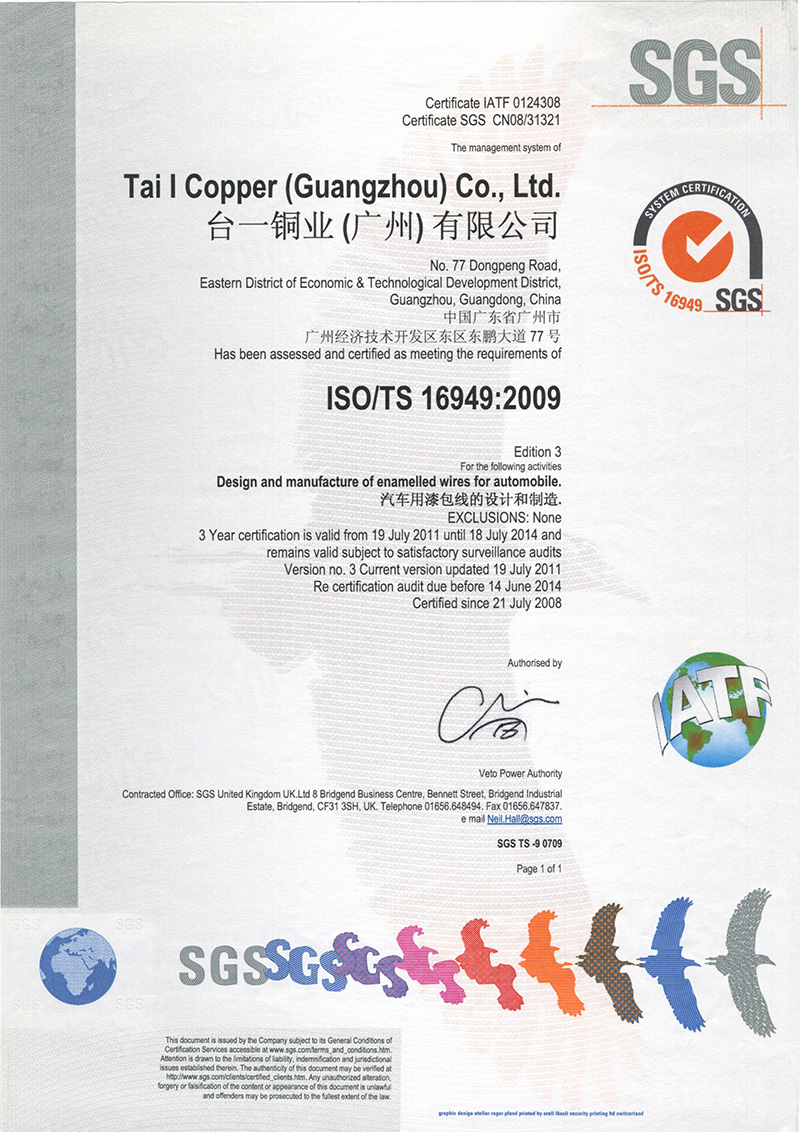 SGS
Certificate IATF 0124308
Certificate SGS CN08/31321
The management system of
Tai I Copper (Guangzhou) Co., Ltd.
台一铜业 (广州) 有限公司
SYSTEM CERTIFICATION
ISO/TS 16949
SGS
No. 77 Dongpeng Road,
Eastern District of Economic & Technological Development District,
Guangzhou, Guangdong, China
中国广东省广州市
广州经济技术开发区东区东鹏大道 77 号
Has been assessed and certified as meeting the requirements of
ISO/TS 16949:2009
Edition 3
For the following activities
Design and manufacture of enamelled wires for automobile.
汽车用漆包线的设计和制造.
EXCLUSIONS: None
3 Year certification is valid from 19 July 2011 until 18 July 2014 and
remains valid subject to satisfactory surveillance audits
Version no. 3 Current version updated 19 July 2011
Re certification audit due before 14 June 2014
Certified since 21 July 2008
Authorised by
IATF
Veto Power Authority
Contracted Office: SGS United Kingdom UK.Ltd 8 Bridgend Business Centre, Bennett Street, Bridgend Industrial
Estate, Bridgend, CF31 3SH, UK. Telephone 01656.648494. Fax 01656.647837.
e mail Neil.Hall@sgs.com
SGS TS -9 0709
Page 1 of 1
SGS SGS SGS
This document is issued by the Company subject to its General Conditions of
Certification Services accessible at www.sgs.com/terms_and_conditions.htm.
Attention is drawn to the limitations of liability, indemnification and jurisdictional
issues established therein. The authenticity of this document may be verified at
http://www.sgs.com/clients/certified_clients.htm. Any unauthorized alteration,
forgery or falsification of the content or appearance of this document is unlawful
and offenders may be prosecuted to the fullest extent of the law.
graphic design atelier roger pfund printed by orell füssli security printing ltd switzerland